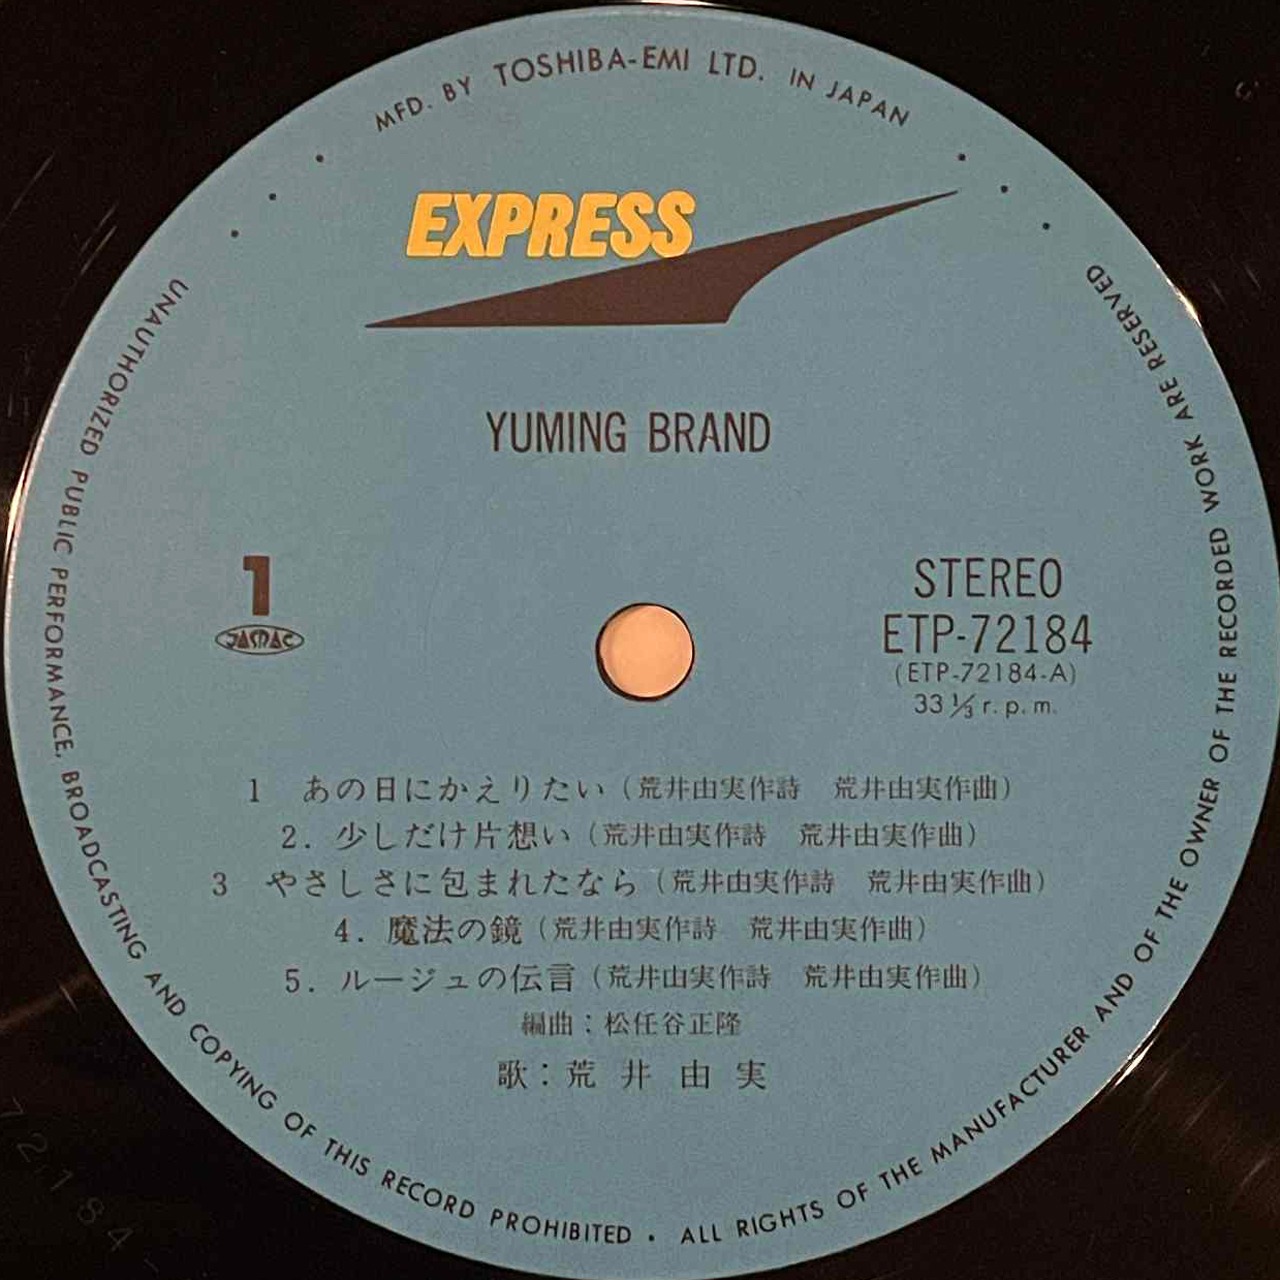 MFD. BY TOSHIBA-EMI LTD. IN JAPAN
EXPRESS
YUMING BRAND
1
JASRAC
STEREO
ETP-72184
(ETP-72184-A)
33 1/3 r.p.m.
1 あの日にかえりたい(荒井由実作詩 荒井由実作曲)
2. 少しだけ片想い(荒井由実作詩 荒井由実作曲)
3 やさしさに包まれたなら(荒井由実作詩 荒井由実作曲)
4. 魔法の鏡(荒井由実作詩 荒井由実作曲)
5. ルージュの伝言(荒井由実作詩 荒井由実作曲)
編曲:松任谷正隆
歌:荒井由実
UNAUTHORIZED PUBLIC PERFORMANCE, BROADCASTING AND COPYING OF THIS RECORD PROHIBITED • ALL RIGHTS OF THE MANUFACTURER AND OF THE OWNER OF THE RECORDED WORK ARE RESERVED
72184